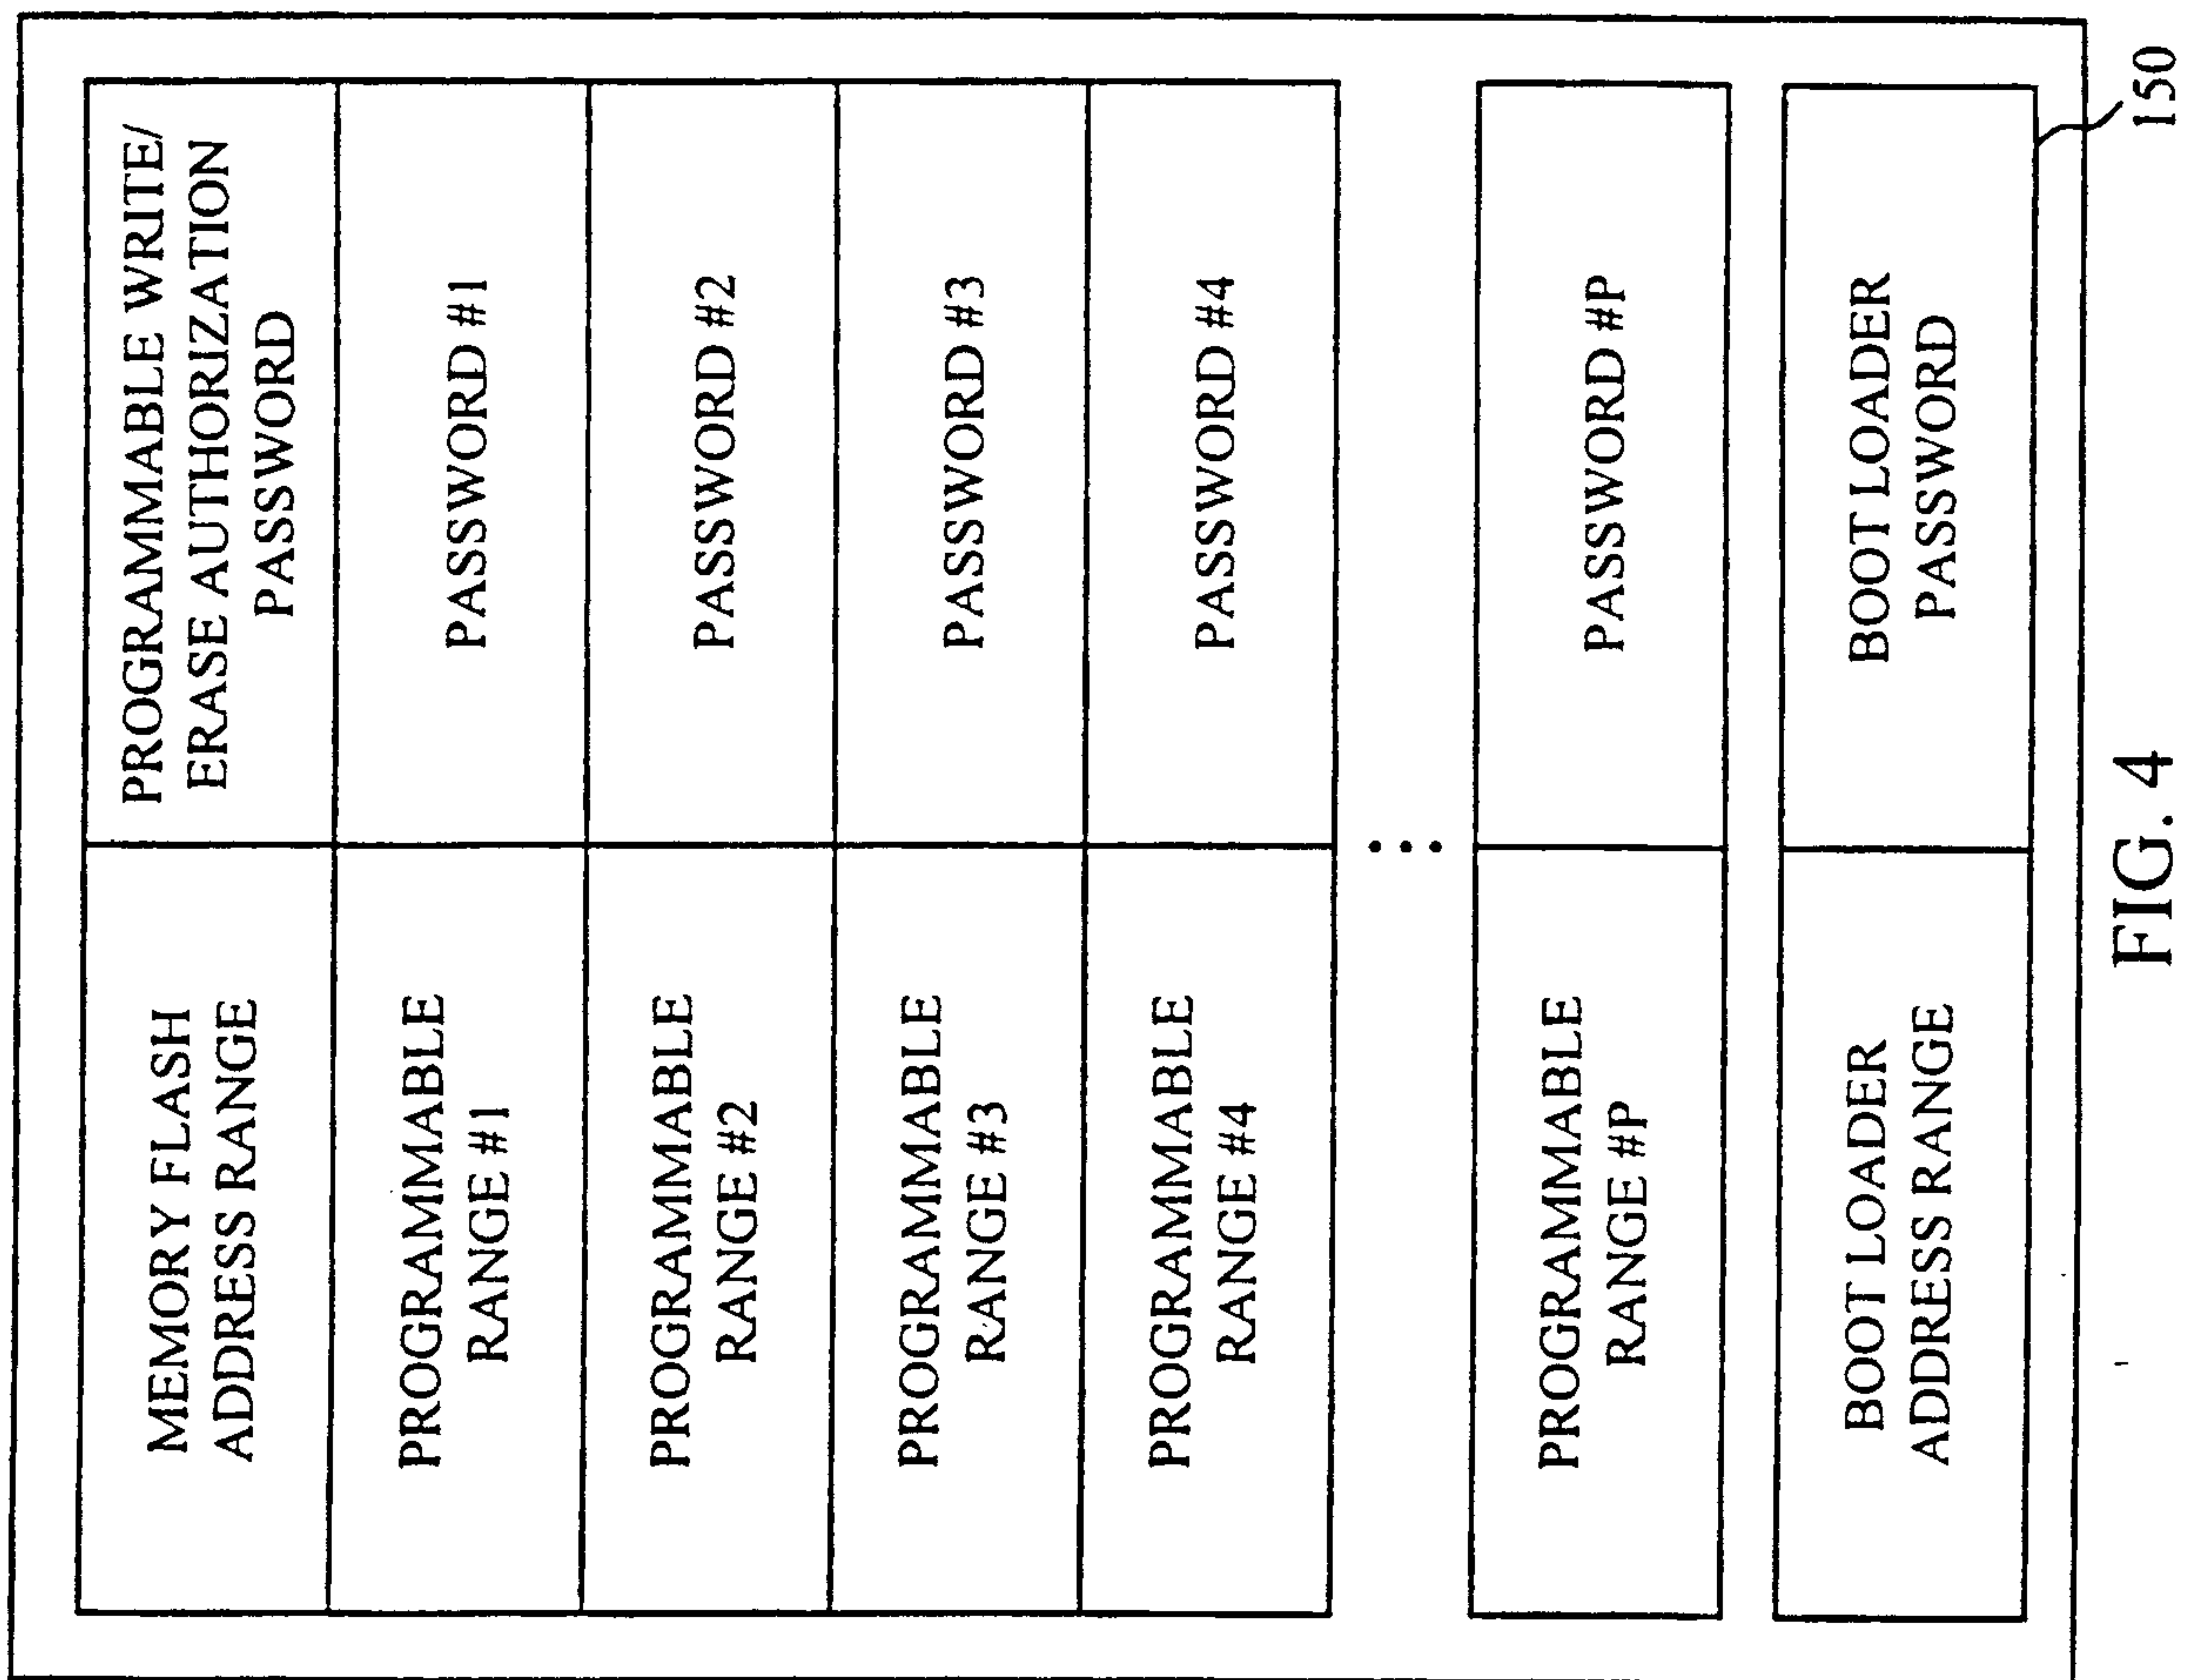 MEMORY FLASH
ADDRESS RANGE
PROGRAMMABLE WRITE/
ERASE AUTHORIZATION
PASSWORD
PROGRAMMABLE
RANGE #1
PASSWORD #1
PROGRAMMABLE
RANGE #2
PASSWORD #2
PROGRAMMABLE
RANGE #3
PASSWORD #3
PROGRAMMABLE
RANGE #4
PASSWORD #4
PROGRAMMABLE
RANGE #P
PASSWORD #P
BOOT LOADER
ADDRESS RANGE
BOOT LOADER
PASSWORD
150
FIG. 4